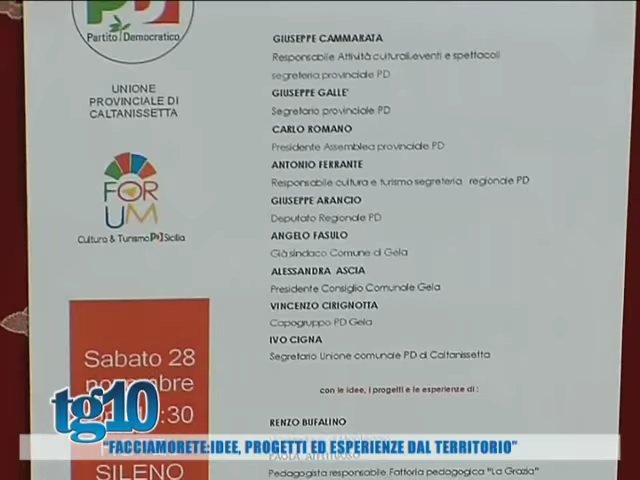 PD
Partito Democratico
UNIONE
PROVINCIALE DI
CALTANISSETTA
FORUM
Cultura & Turismo PD Sicilia
Sabato 28
novembre
:30
SILENO
GIUSEPPE CAMMARATA
Responsabile Attività culturali,eventi e spettacoli
segreteria provinciale PD
GIUSEPPE GALLE'
Segretario provinciale PD
CARLO ROMANO
Presidente Assemblea provinciale PD
ANTONIO FERRANTE
Responsabile cultura e turismo segreteria regionale PD
GIUSEPPE ARANCIO
Deputato Regionale PD
ANGELO FASULO
Già sindaco Comune di Gela
ALESSANDRA ASCIA
Presidente Consiglio Comunale Gela
VINCENZO CIRIGNOTTA
Capogruppo PD Gela
IVO CIGNA
Segretario Unione comunale PD di Caltanissetta
con le idee, i progetti e le esperienze di :
RENZO BUFALINO
PAOLA
Pedagogista responsabile Fattoria pedagogica "La Grazia"
tg10
"FACCIAMORETE:IDEE, PROGETTI ED ESPERIENZE DAL TERRITORIO"